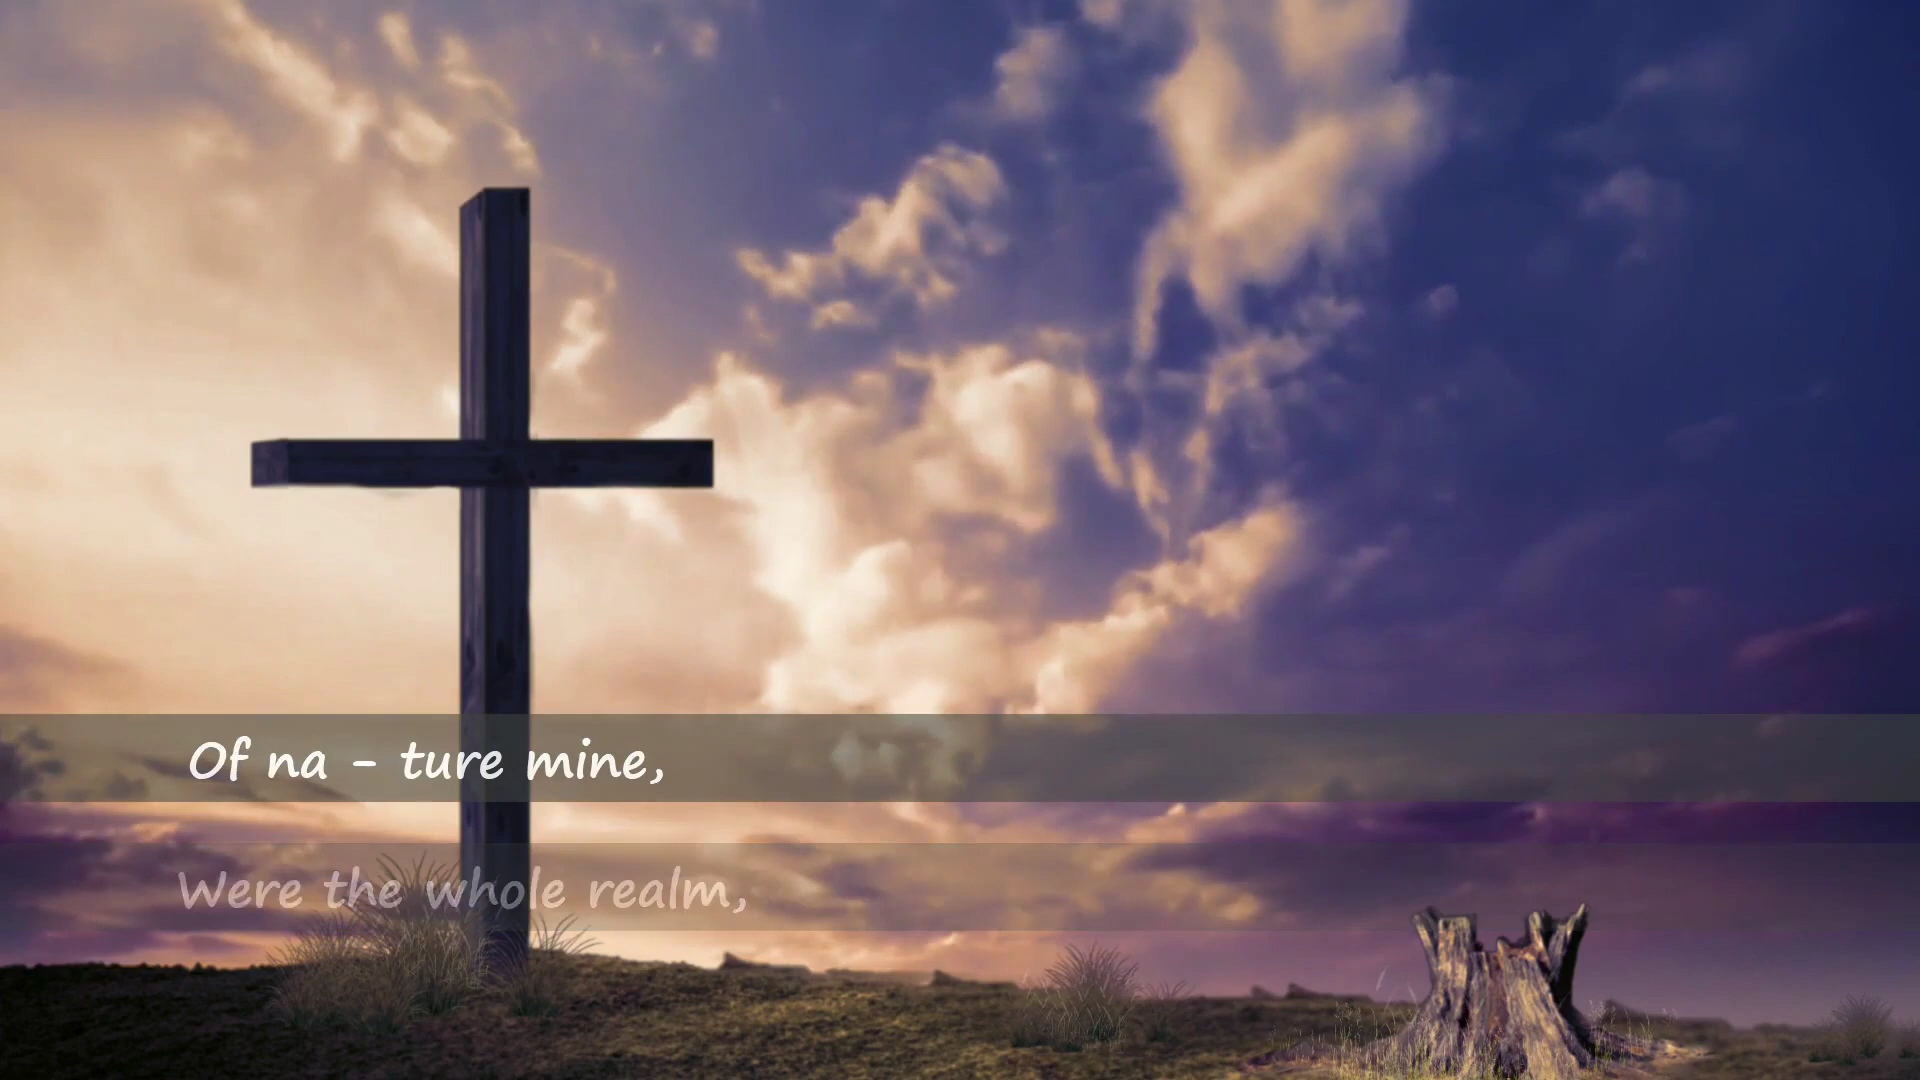 Of na - ture mine,
Were the whole realm,